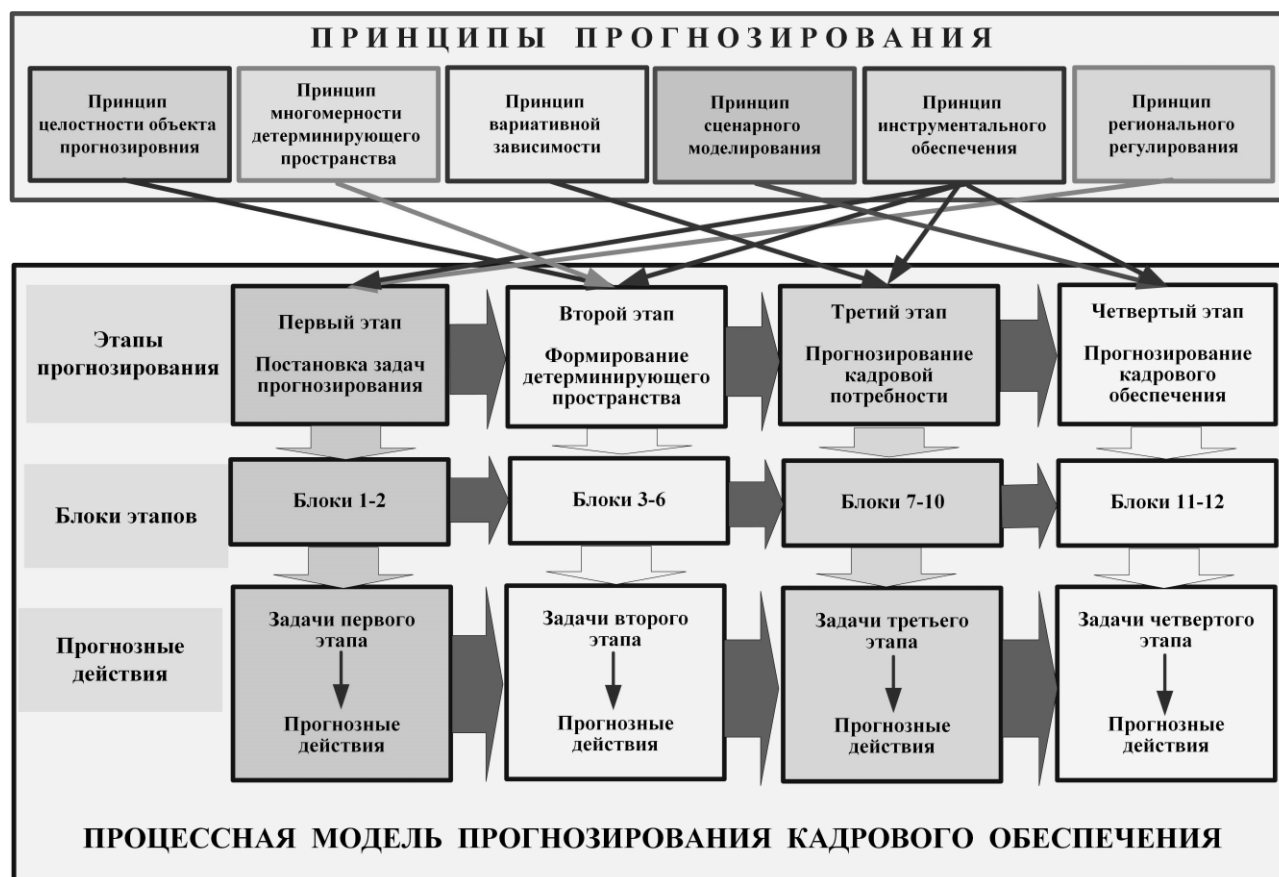 ПРИНЦИПЫ ПРОГНОЗИРОВАНИЯ
Принцип
целостности объекта
прогнозировния
Принцип
многомерности
детерминирующего
пространства
Принцип
вариативной
зависимости
Принцип
сценарного
моделирования
Принцип
инструментального
обеспечения
Принцип
регионального
регулирования
Этапы
прогнозирования
Первый этап
Постановка задач
прогнозирования
Второй этап
Формирование
детерминирующего
пространства
Третий этап
Прогнозирование
кадровой
потребности
Четвертый этап
Прогнозирование
кадрового
обеспечения
Блоки этапов
Блоки 1-2
Блоки 3-6
Блоки 7-10
Блоки 11-12
Прогнозные
действия
Задачи первого
этапа
Прогнозные
действия
Задачи второго
этапа
Прогнозные
действия
Задачи третьего
этапа
Прогнозные
действия
Задачи четвертого
этапа
Прогнозные
действия
ПРОЦЕССНАЯ МОДЕЛЬ ПРОГНОЗИРОВАНИЯ КАДРОВОГО ОБЕСПЕЧЕНИЯ